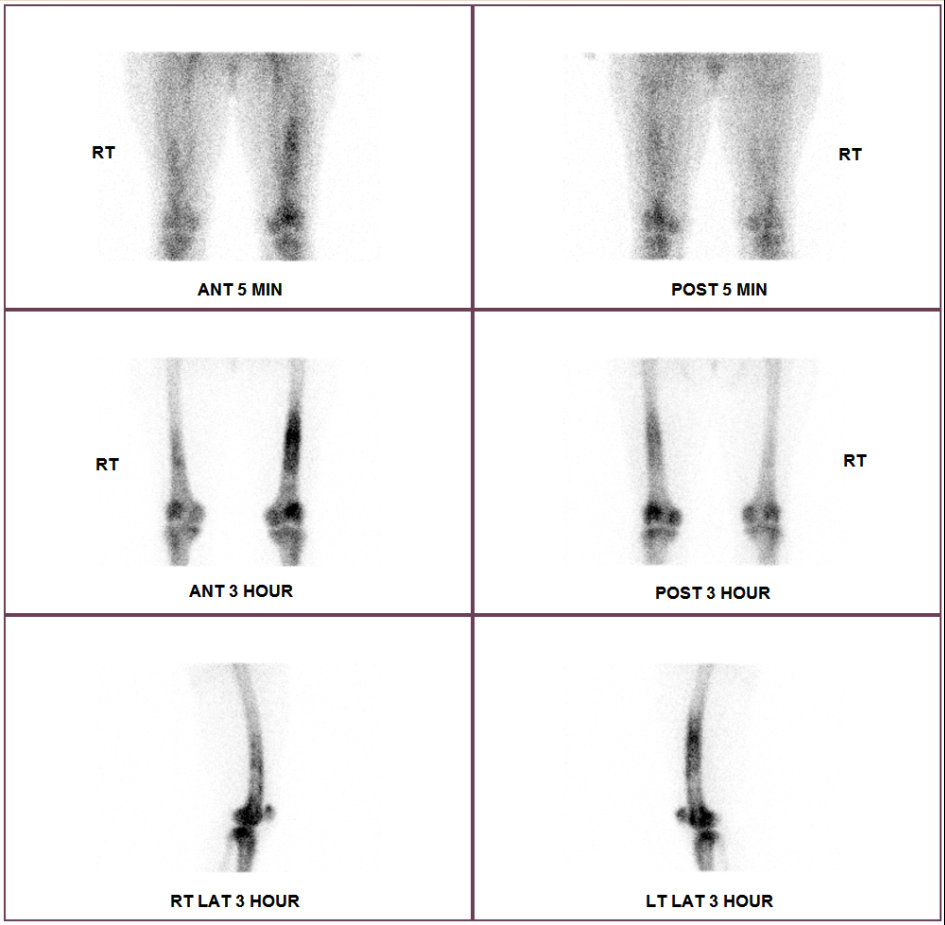 RT
ANT 5 MIN
RT
POST 5 MIN
RT
ANT 3 HOUR
RT
POST 3 HOUR
RT LAT 3 HOUR
LT LAT 3 HOUR